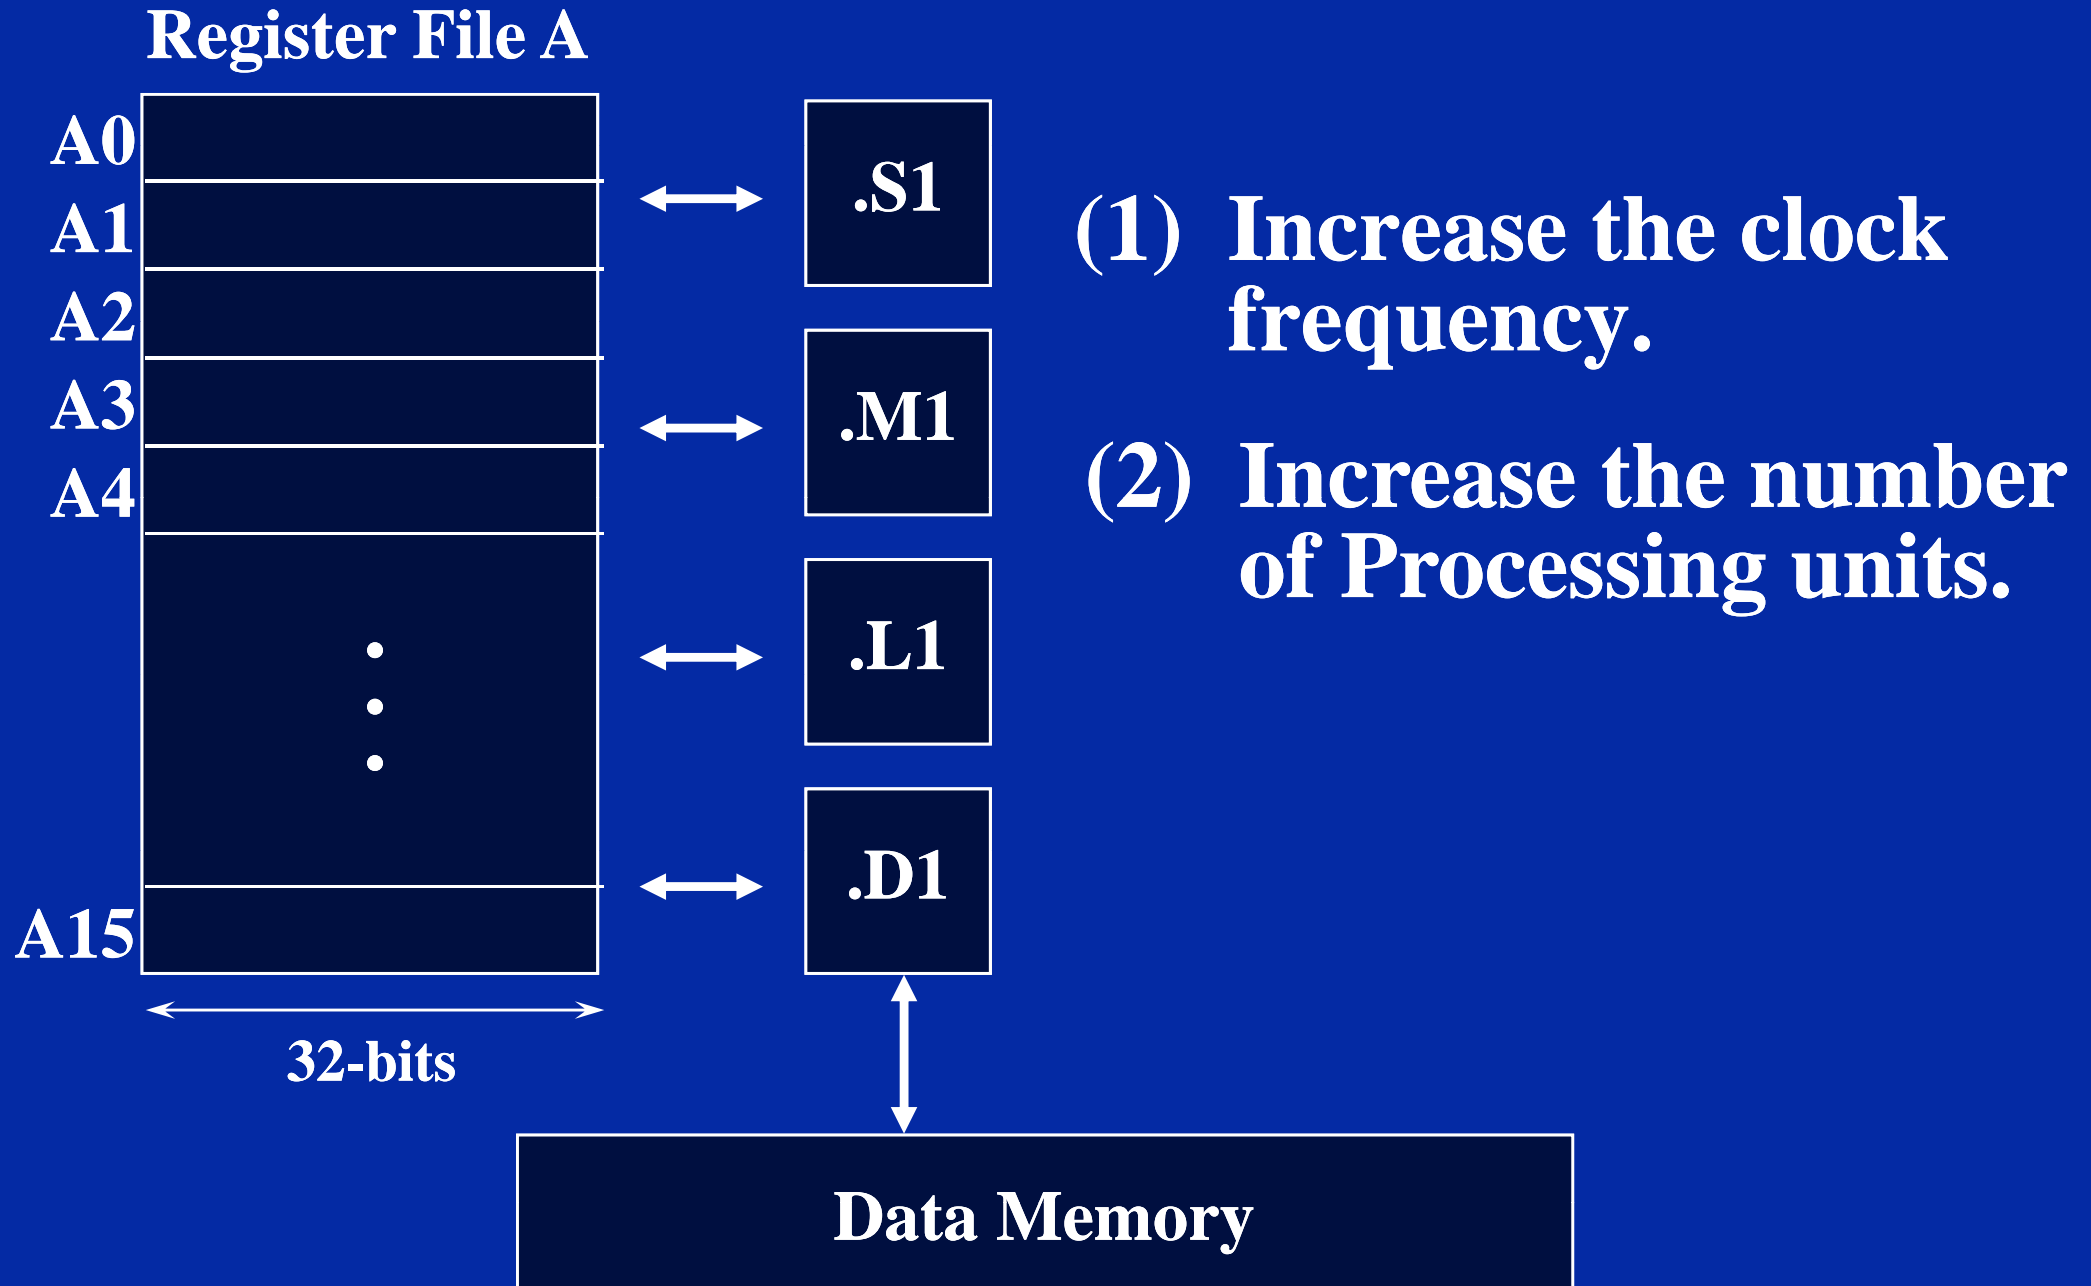 Register File A
A0
A1
A2
A3
A4
A15
32-bits
.S1
.M1
.L1
.D1
(1) Increase the clock
frequency.
(2) Increase the number
of Processing units.
Data Memory